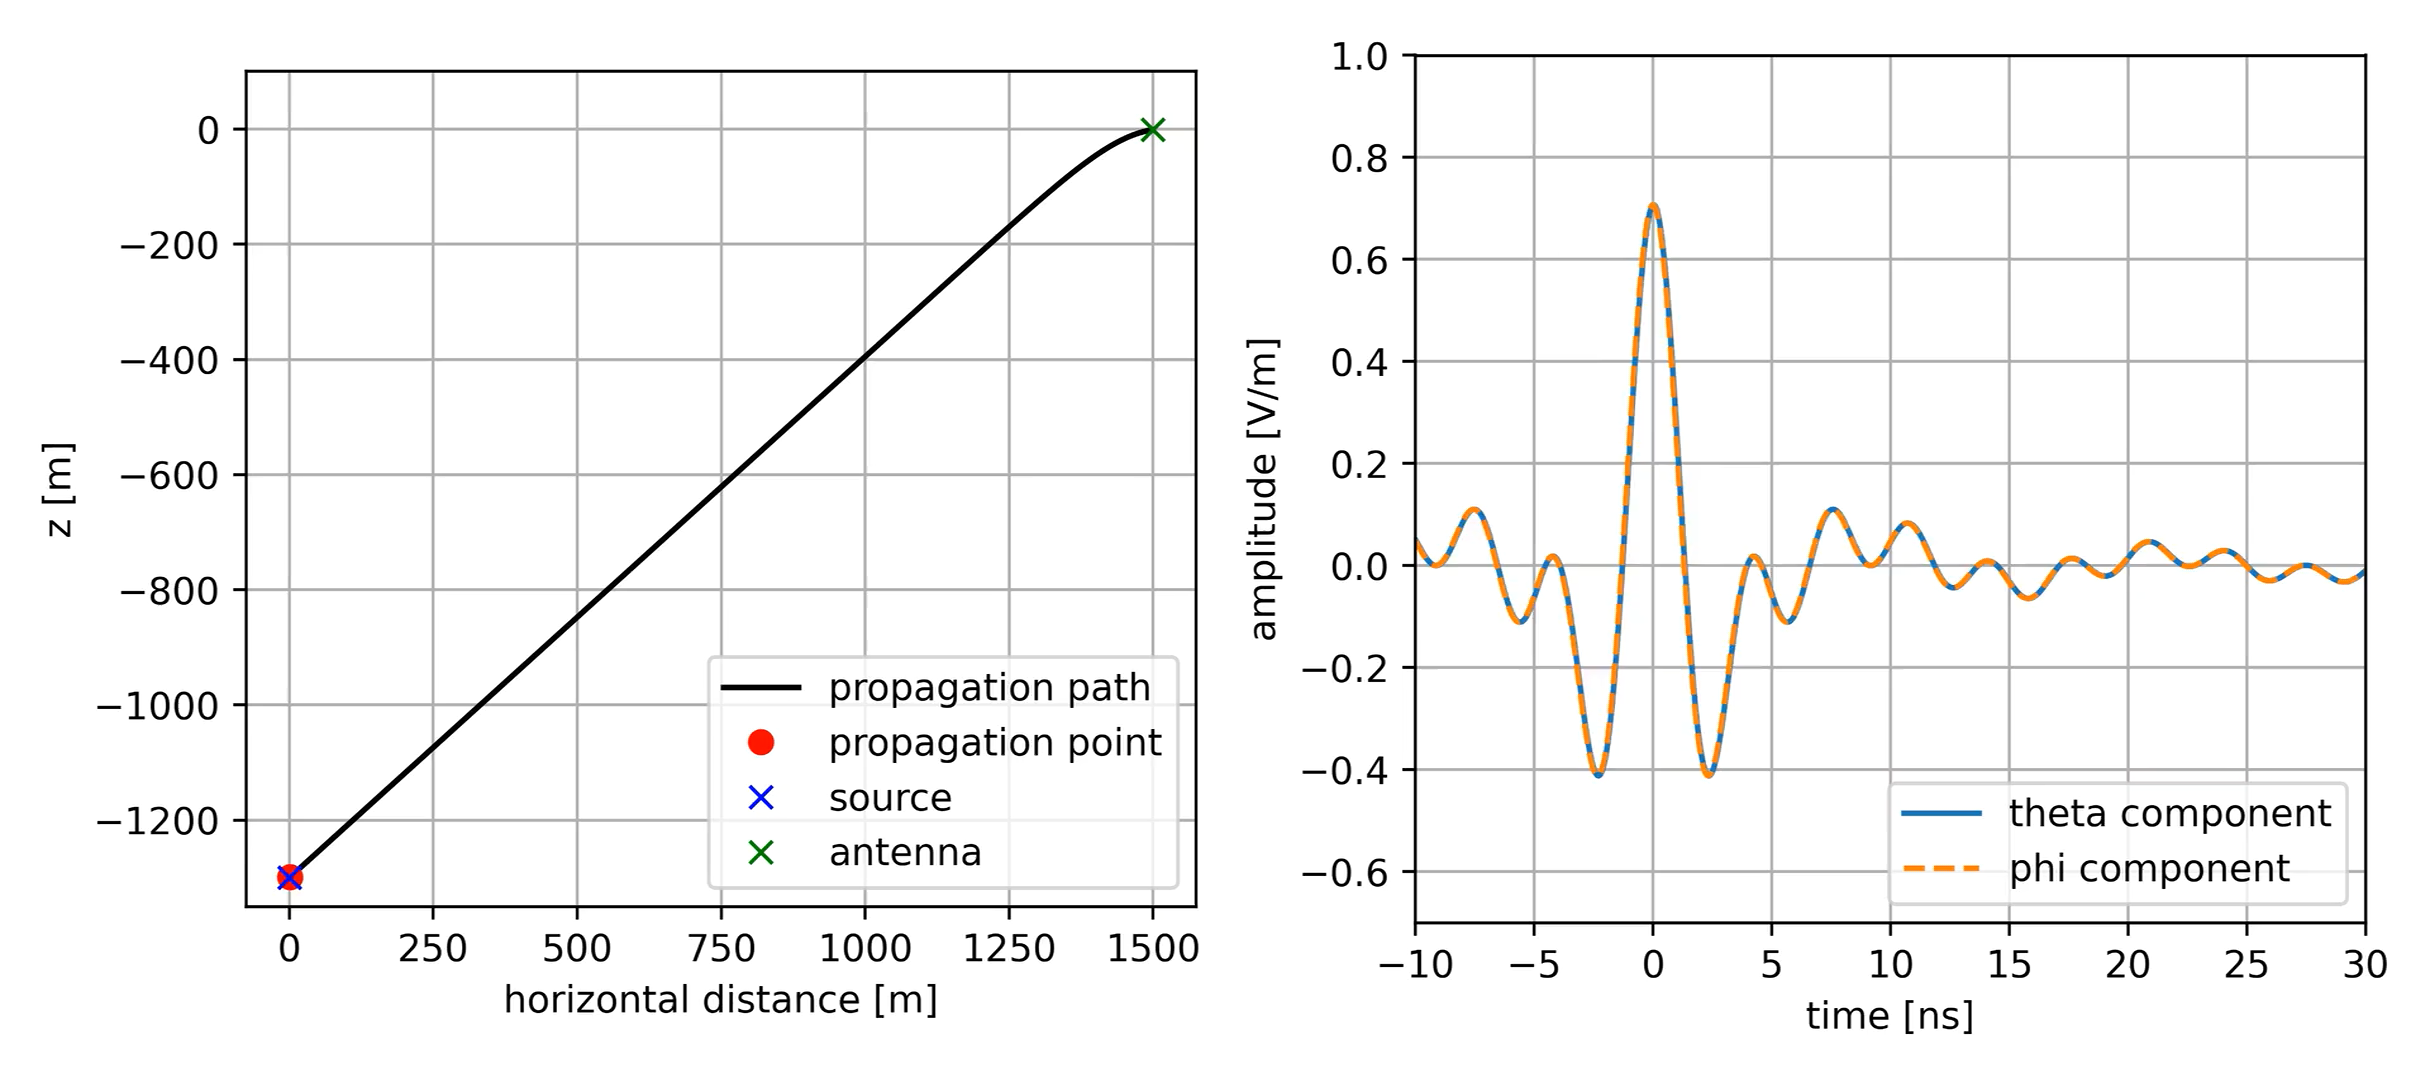 0
−200
−400
−600
−800
−1000
−1200
z [m]
0 250 500 750 1000 1250 1500
horizontal distance [m]
propagation path
propagation point
source
antenna
1.0
0.8
0.6
0.4
0.2
0.0
−0.2
−0.4
−0.6
amplitude [V/m]
−10 −5 0 5 10 15 20 25 30
time [ns]
theta component
phi component